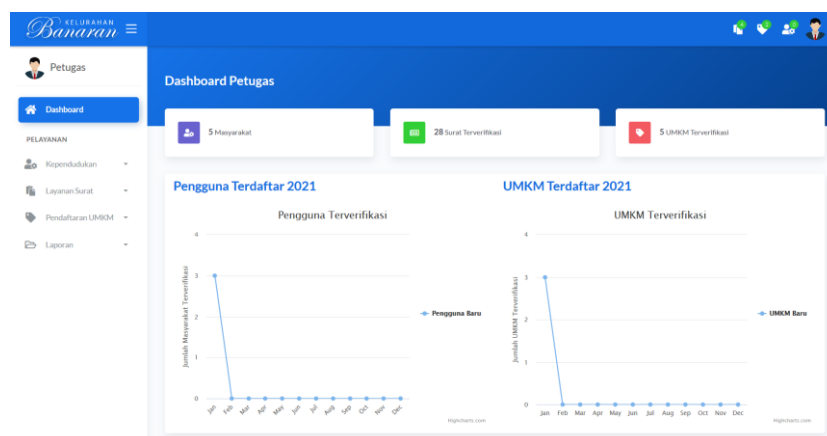 KELURAHAN
Banaran
Petugas
Dashboard Petugas
Dashboard
5 Masyarakat
28 Surat Terverifikasi
5 UMKM Terverifikasi
PELAYANAN
Kependudukan
Layanan Surat
Pendaftaran UMKM
Laporan
Pengguna Terdaftar 2021
Pengguna Terverifikasi
Jumlah Masyarakat Terverifikasi
4
3
2
1
0
Jan Feb Mar Apr May Jun Jul Aug Sep Oct Nov Dec
Pengguna Baru
Highcharts.com
UMKM Terdaftar 2021
UMKM Terverifikasi
Jumlah UMKM Terverifikasi
4
3
2
1
0
Jan Feb Mar Apr May Jun Jul Aug Sep Oct Nov Dec
UMKM Baru
Highcharts.com